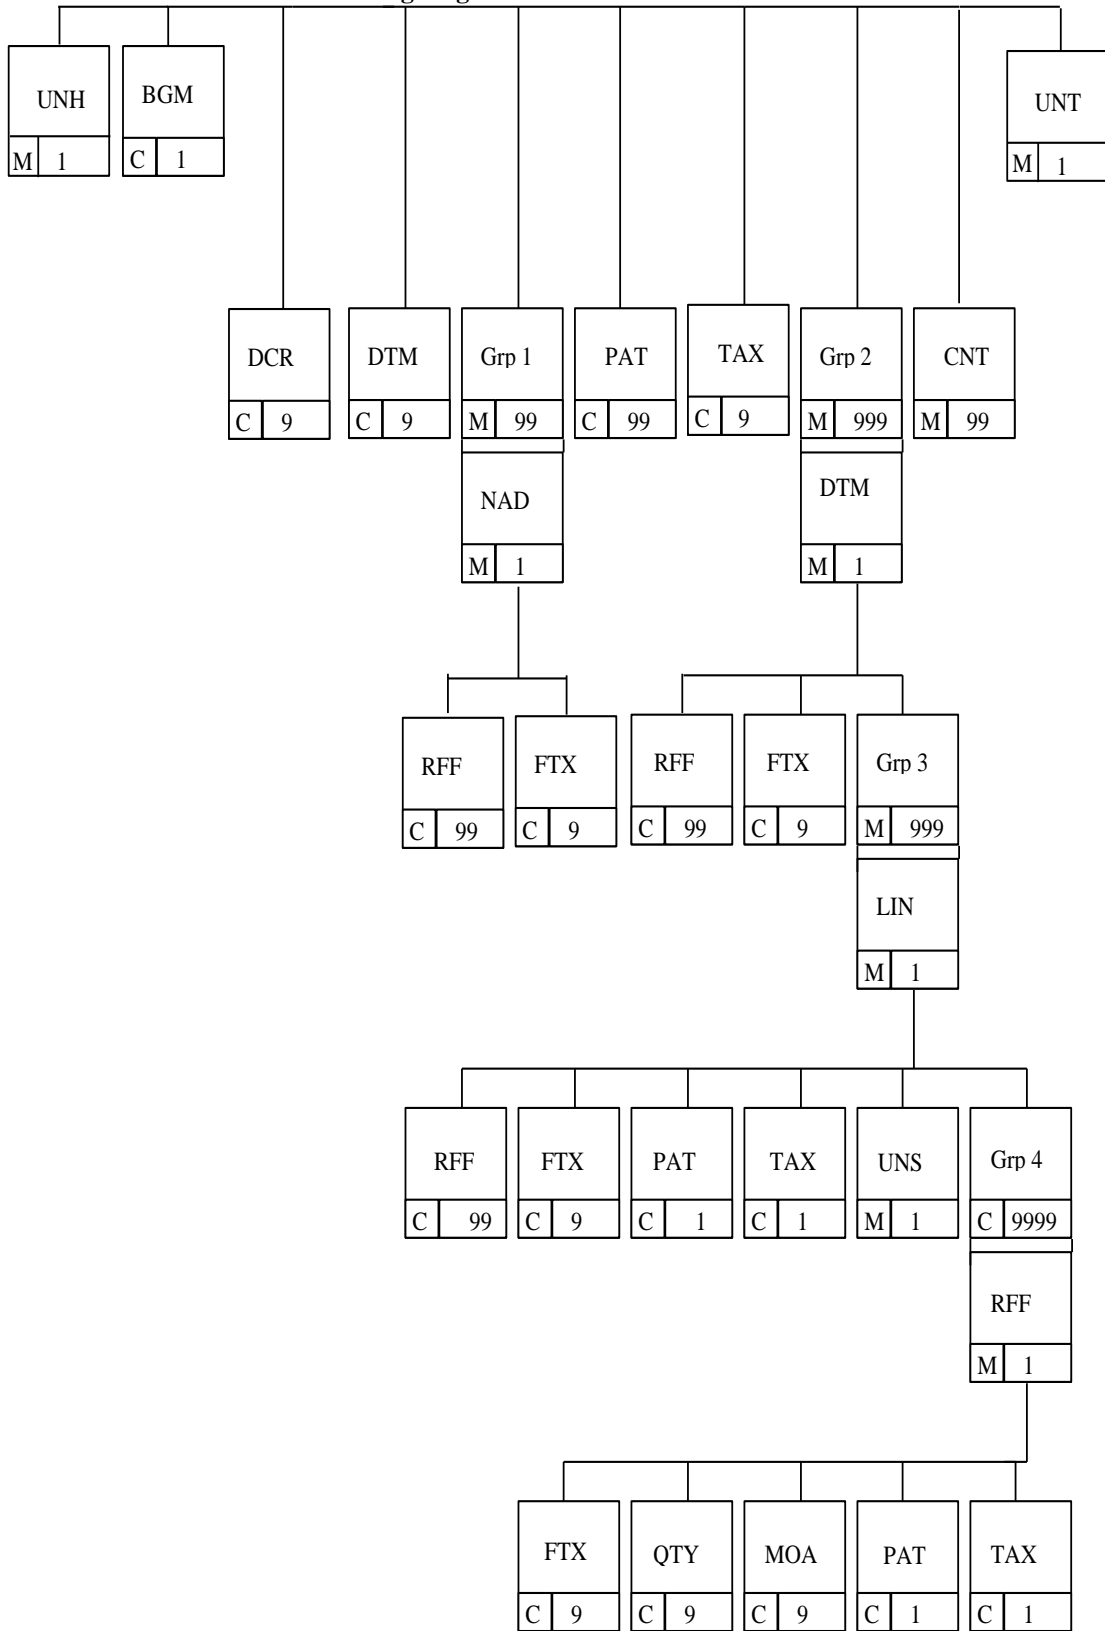 UNH
M 1
BGM
C 1
UNT
M 1
DCR
C 9
DTM
C 9
Grp 1
M 99
PAT
C 99
TAX
C 9
Grp 2
M 999
CNT
M 99
NAD
M 1
DTM
M 1
RFF
C 99
FTX
C 9
RFF
C 99
FTX
C 9
Grp 3
M 999
LIN
M 1
RFF
C 99
FTX
C 9
PAT
C 1
TAX
C 1
UNS
M 1
Grp 4
C 9999
RFF
M 1
FTX
C 9
QTY
C 9
MOA
C 9
PAT
C 1
TAX
C 1